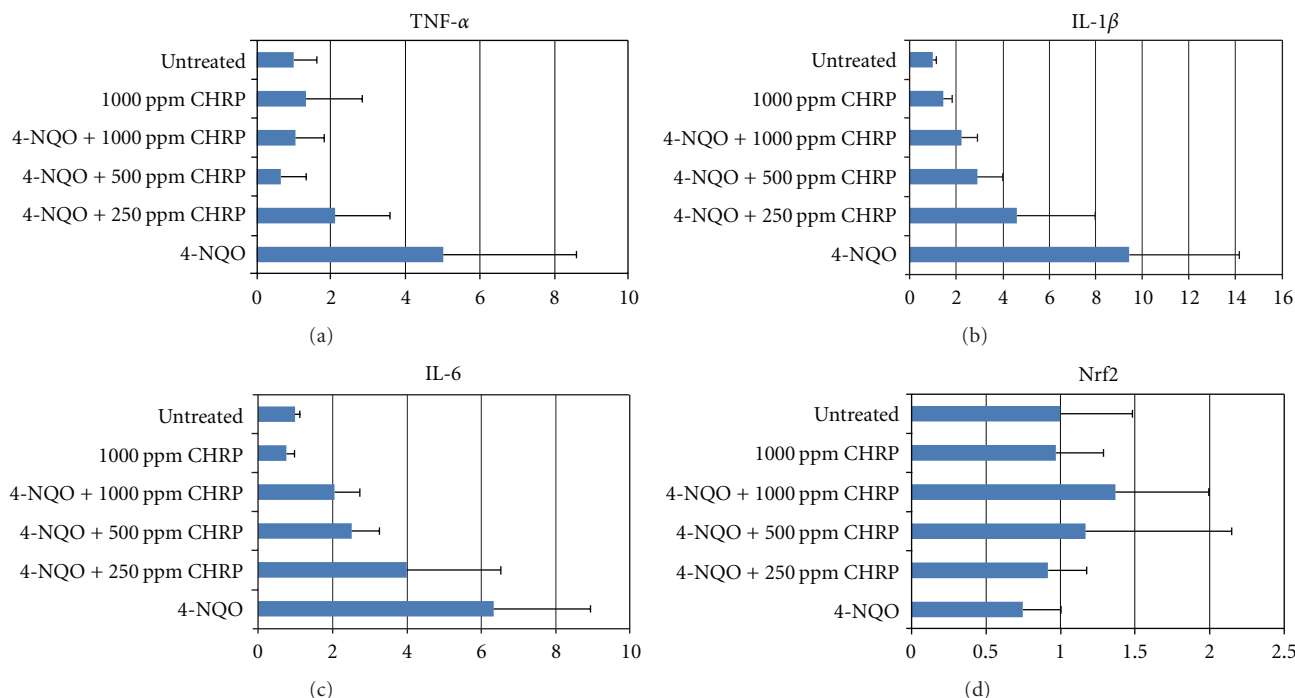 TNF-α
Untreated
1000 ppm CHRP
4-NQO + 1000 ppm CHRP
4-NQO + 500 ppm CHRP
4-NQO + 250 ppm CHRP
4-NQO
0 2 4 6 8 10
(a)
IL-1β
Untreated
1000 ppm CHRP
4-NQO + 1000 ppm CHRP
4-NQO + 500 ppm CHRP
4-NQO + 250 ppm CHRP
4-NQO
0 2 4 6 8 10 12 14 16
(b)
IL-6
Untreated
1000 ppm CHRP
4-NQO + 1000 ppm CHRP
4-NQO + 500 ppm CHRP
4-NQO + 250 ppm CHRP
4-NQO
0 2 4 6 8 10
(c)
Nrf2
Untreated
1000 ppm CHRP
4-NQO + 1000 ppm CHRP
4-NQO + 500 ppm CHRP
4-NQO + 250 ppm CHRP
4-NQO
0 0.5 1 1.5 2 2.5
(d)